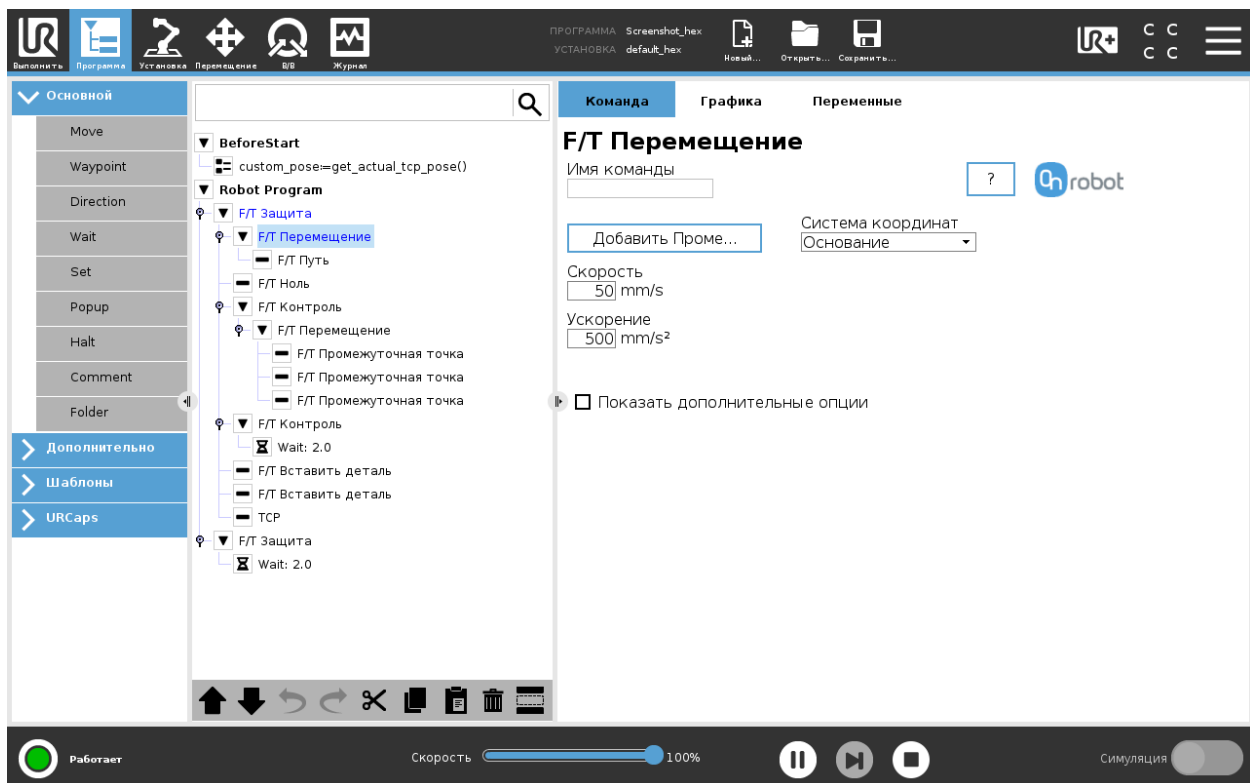 UR
Выполнить
Программа
Установка
Перемещение
В/В
Журнал
ПРОГРАММА Screenshot_hex
УСТАНОВКА default_hex
Новый...
Открыть...
Сохранить...
UR+
C C
C C
Основной
Move
Waypoint
Direction
Wait
Set
Popup
Halt
Comment
Folder
Дополнительно
Шаблоны
URCaps
BeforeStart
custom_pose≔get_actual_tcp_pose()
Robot Program
F/T Защита
F/T Перемещение
F/T Путь
F/T Ноль
F/T Контроль
F/T Перемещение
F/T Промежуточная точка
F/T Промежуточная точка
F/T Промежуточная точка
F/T Контроль
Wait: 2.0
F/T Вставить деталь
F/T Вставить деталь
TCP
F/T Защита
Wait: 2.0
Команда
Графика
Переменные
F/T Перемещение
Имя команды
?
On robot
Добавить Проме...
Система координат
Основание
Скорость
50 mm/s
Ускорение
500 mm/s²
Показать дополнительные опции
Работает
Скорость
100%
Симуляция